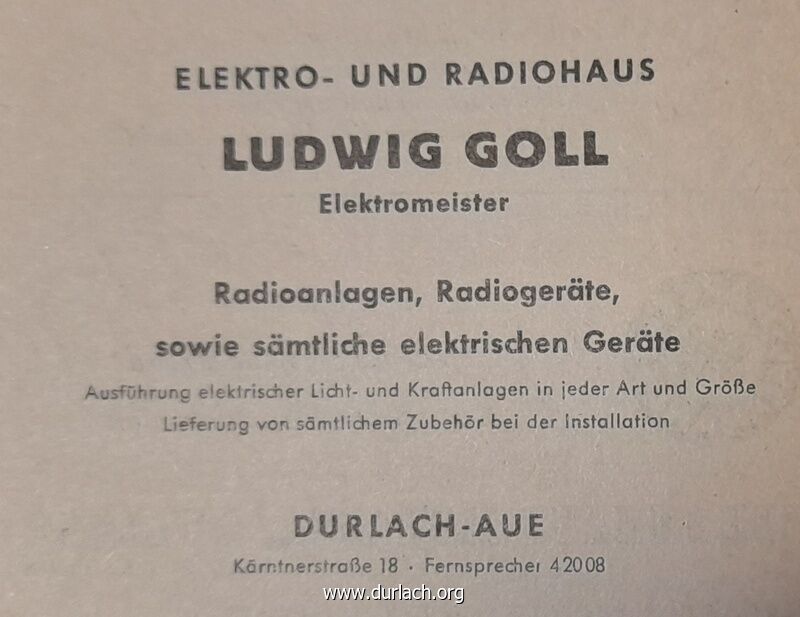 ELEKTRO- UND RADIOHAUS
LUDWIG GOLL
Elektromeister
Radioanlagen, Radiogeräte,
sowie sämtliche elektrischen Geräte
Ausführung elektrischer Licht- und Kraftanlagen in jeder Art und Größe
Lieferung von sämtlichem Zubehör bei der Installation
DURLACH-AUE
Kärntnerstraße 18 · Fernsprecher 42008
www.durlach.org